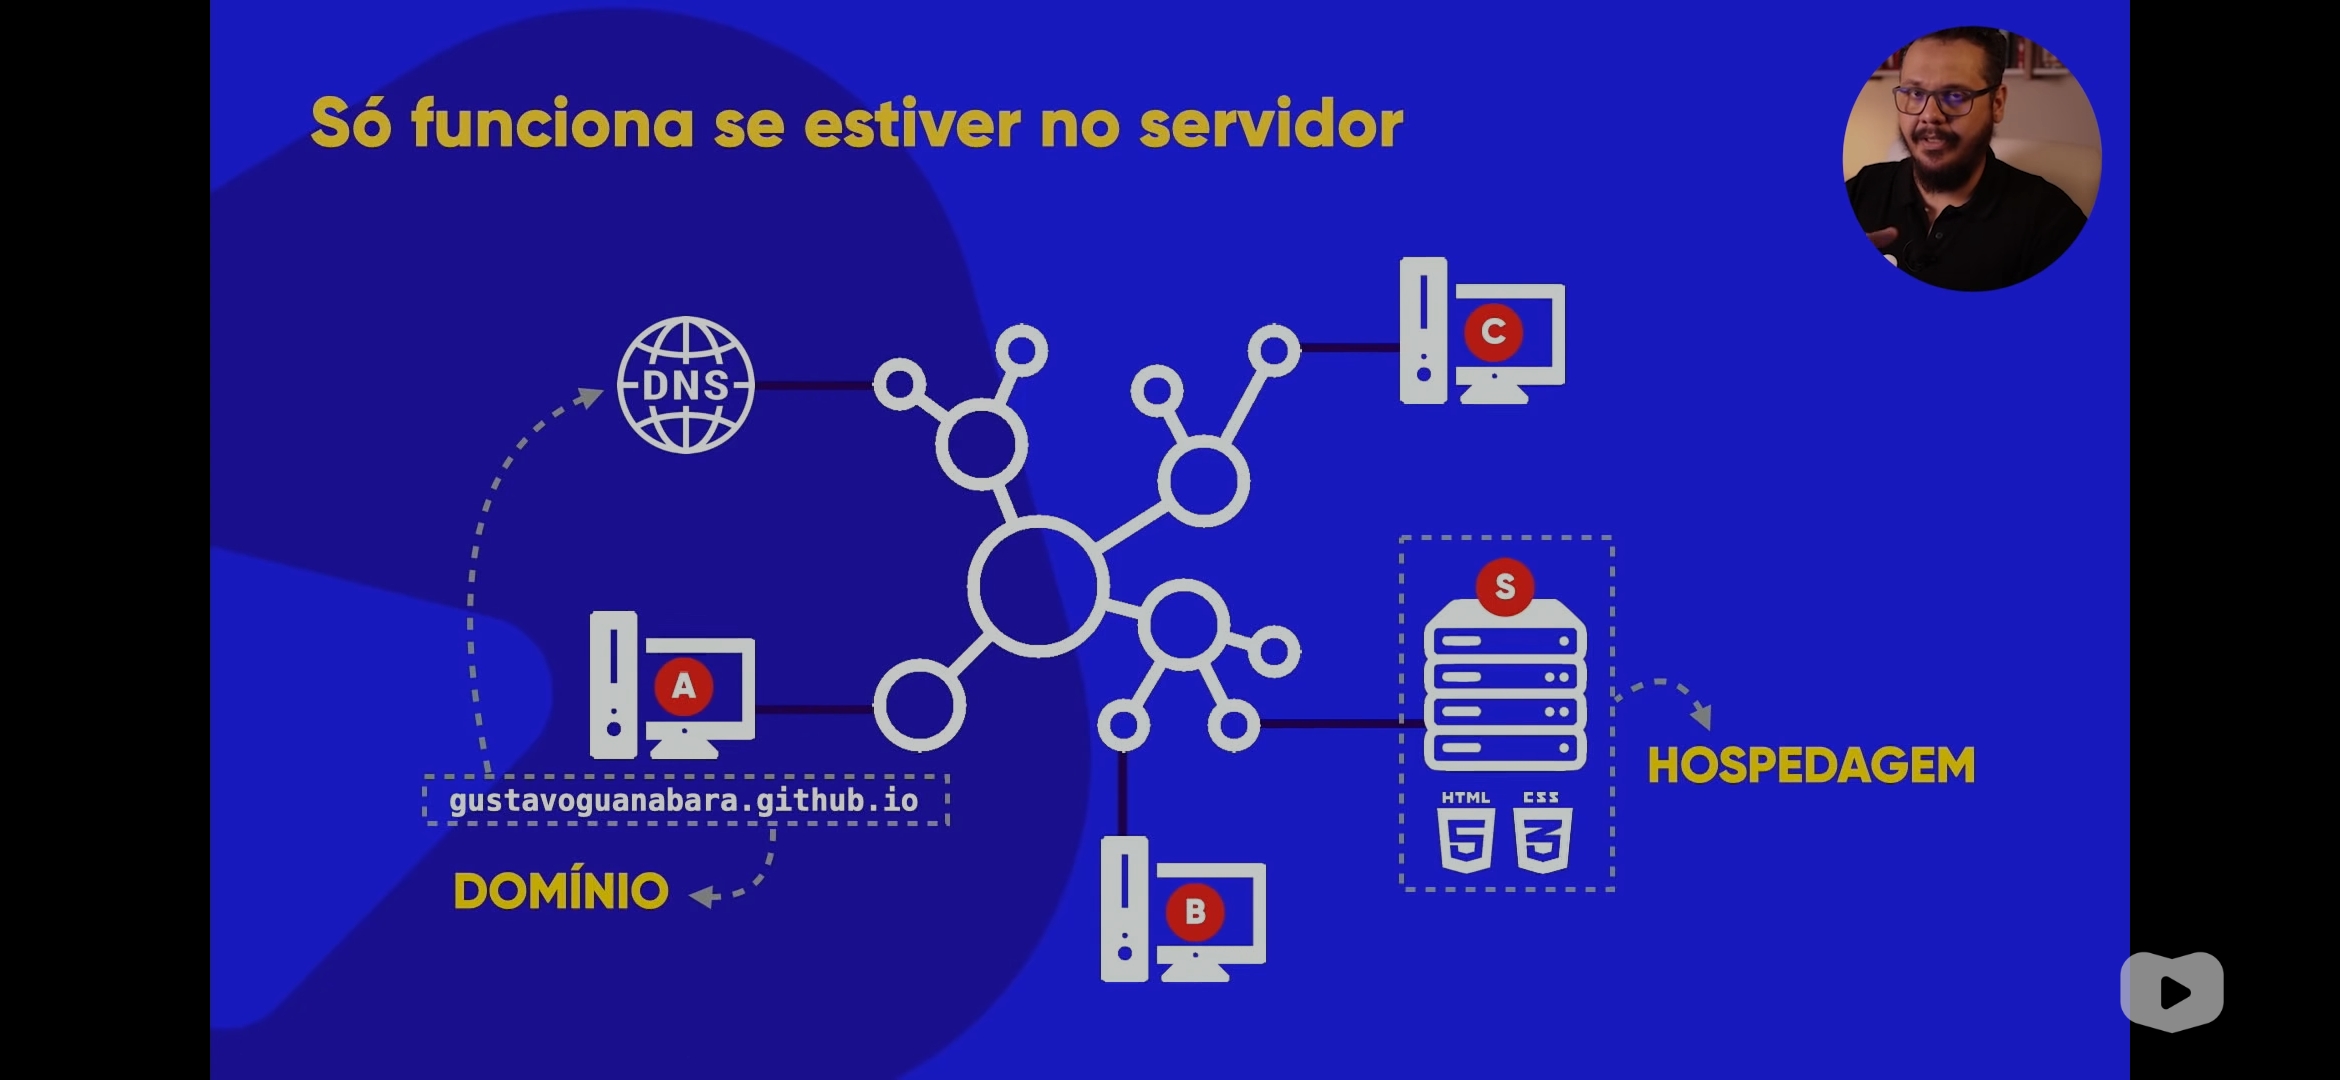 Só funciona se estiver no servidor
C
DNS
S
A
HOSPEDAGEM
gustavoguanabara.github.io
HTML CSS
5 3
DOMÍNIO
B